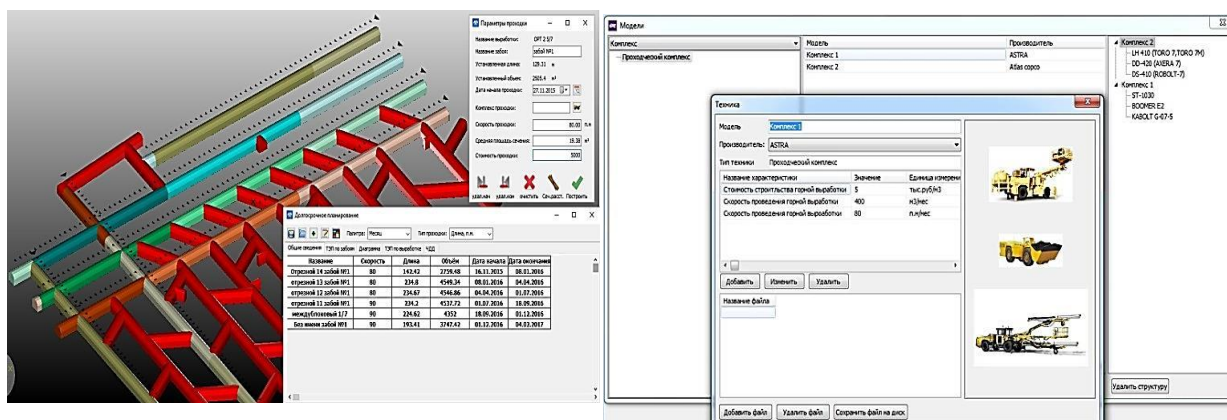 Параметры проходки
Название выработки: ОРТ 2 5/7
Название забоя: забой №1
Установленная длина: 129.31 м
Установленный объем: 2505.4 м³
Дата начала проходки: 27.11.2015
Комплекс проходки:
Скорость проходки: 80.00 п.м
Средняя площадь сечения: 19.38 м²
Стоимость проходки: 5000
удал.нач удал.кон очистить Сан.расст. Построить
Долгосрочное планирование
Палитра: Месяц Тип проходки: Длина, п.м.
Общие сведения ТЭП по забоям Диаграмма ТЭП по выработке ЧДД
Название Скорость Длина Объём Дата начала Дата окончания
Отрезной 14 забой №1 80 142.42 2759.48 16.11.2015 08.01.2016
отрезной 13 забой №1 80 234.8 4549.34 08.01.2016 04.04.2016
отрезной 12 забой №1 80 234.67 4546.86 04.04.2016 01.07.2016
отрезной 11 забой №1 90 234.2 4537.72 01.07.2016 18.09.2016
междублоковый 1/7 90 224.62 4352 18.09.2016 01.12.2016
Без имени забой №1 90 193.41 3747.42 01.12.2016 04.02.2017
Модели
Комплекс
Проходческий комплекс
Модель Производитель
Комплекс 1 ASTRA
Комплекс 2 Atlas copco
Комплекс 2
LH 410 (TORO 7,TORO 7M)
DD-420 (AXERA 7)
DS-410 (ROBOLT-7)
Комплекс 1
ST-1030
BOOMER E2
KABOLT G-07-5
Удалить структуру
Техника
Модель Комплекс 1
Производитель: ASTRA
Тип техники Проходческий комплекс
Название характеристики Значение Единица измерени
Стоимость строительства горной выработки 5 тыс.руб/м3
Скорость проведения горной выработки 400 м3/мес
Скорость проведения горной выработки 80 п.м/мес
Добавить Изменить Удалить
Название файла
Добавить файл Удалить файл Сохранить файл на диск